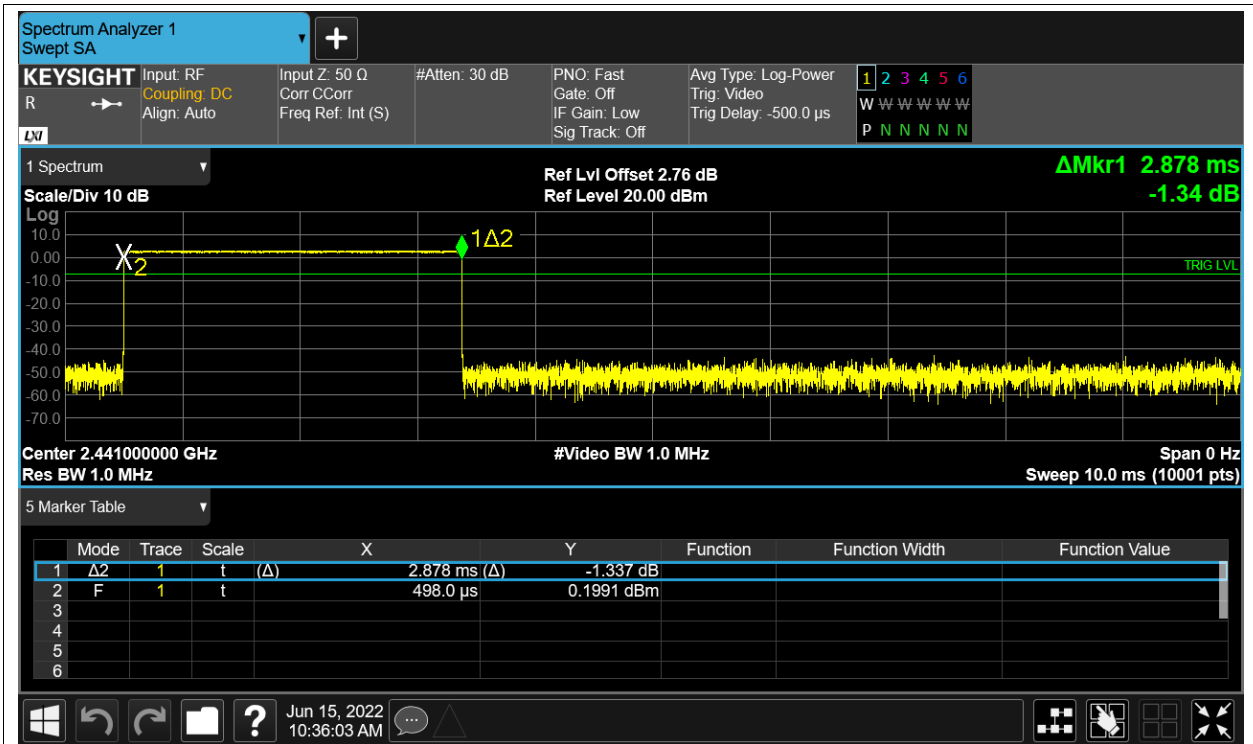 Spectrum Analyzer 1
Swept SA
KEYSIGHT
R
LXI
Input: RF
Coupling: DC
Align: Auto
Input Z: 50 Ω
Corr CCorr
Freq Ref: Int (S)
#Atten: 30 dB
PNO: Fast
Gate: Off
IF Gain: Low
Sig Track: Off
Avg Type: Log-Power
Trig: Video
Trig Delay: -500.0 µs
1 2 3 4 5 6
W W W W W W
P N N N N N
1 Spectrum
Scale/Div 10 dB
Ref Lvl Offset 2.76 dB
Ref Level 20.00 dBm
ΔMkr1 2.878 ms
-1.34 dB
Log
10.0
0.00
-10.0
-20.0
-30.0
-40.0
-50.0
-60.0
-70.0
2
1Δ2
TRIG LVL
Center 2.441000000 GHz
Res BW 1.0 MHz
#Video BW 1.0 MHz
Span 0 Hz
Sweep 10.0 ms (10001 pts)
5 Marker Table
Mode Trace Scale X Y Function Function Width Function Value
1 Δ2 1 t (Δ) 2.878 ms (Δ) -1.337 dB
2 F 1 t 498.0 µs 0.1991 dBm
3
4
5
6
?
Jun 15, 2022
10:36:03 AM